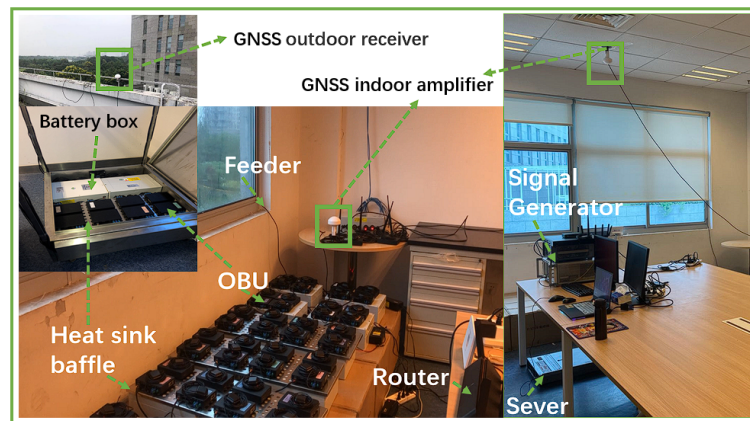 GNSS outdoor receiver
GNSS indoor amplifier
Battery box
Feeder
Signal
Generator
OBU
Heat sink
baffle
Router
Sever